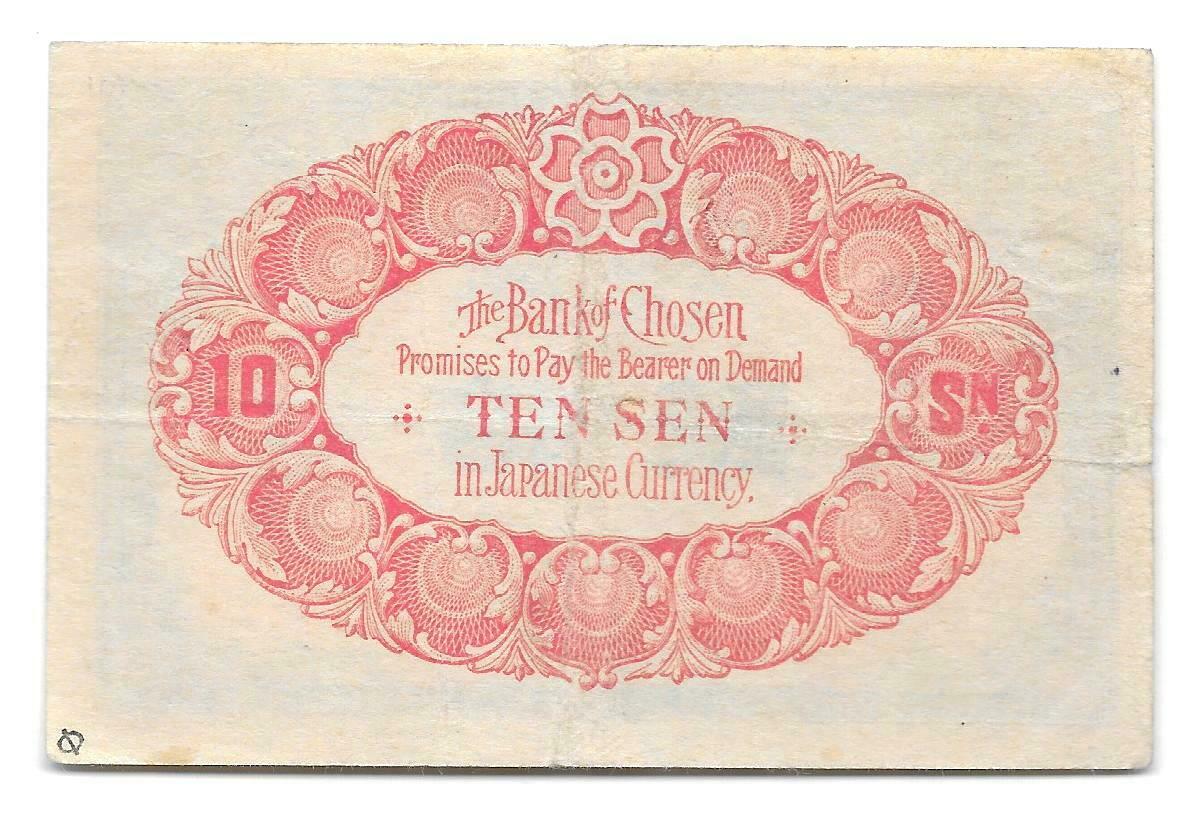 The Bank of Chosen
Promises to Pay the Bearer on Demand
10 TEN SEN SN
in Japanese Currency.